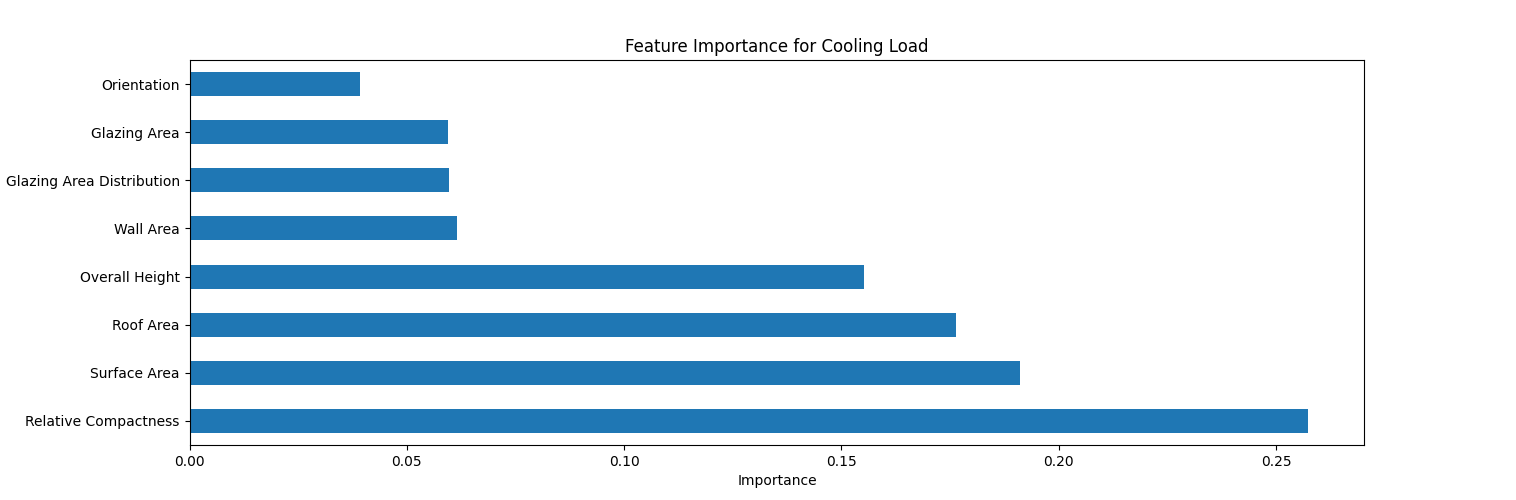 Feature Importance for Cooling Load
Orientation
Glazing Area
Glazing Area Distribution
Wall Area
Overall Height
Roof Area
Surface Area
Relative Compactness
0.00 0.05 0.10 0.15 0.20 0.25
Importance